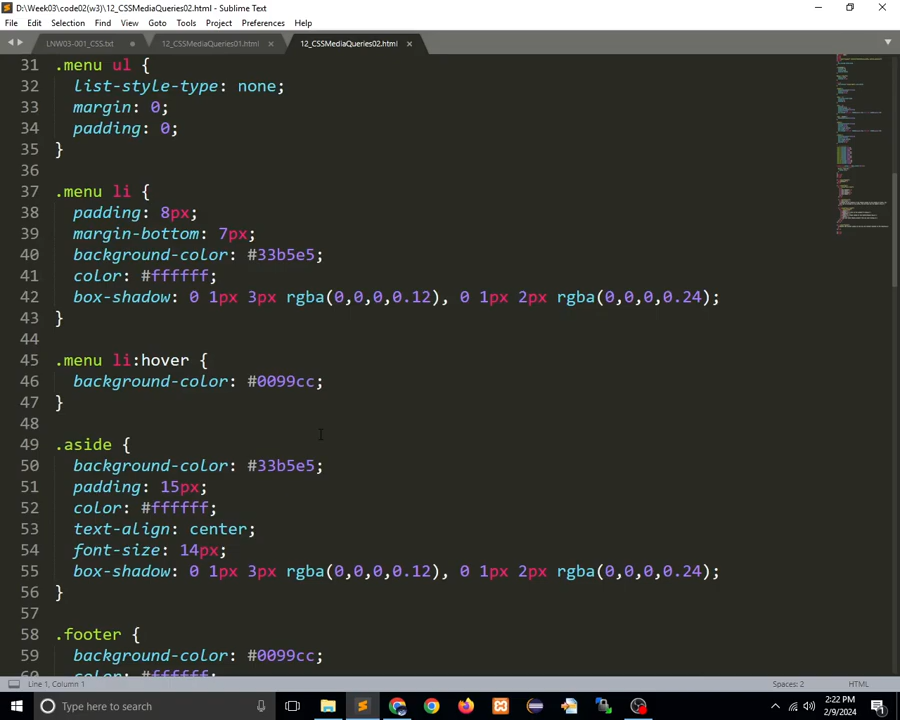 D:\Week03\code02(w3)\12_CSSMediaQueries02.html - Sublime Text
File Edit Selection Find View Goto Tools Project Preferences Help
LNW03-001_CSS.txt 12_CSSMediaQueries01.html 12_CSSMediaQueries02.html
31 .menu ul {
32 list-style-type: none;
33 margin: 0;
34 padding: 0;
35 }
36
37 .menu li {
38 padding: 8px;
39 margin-bottom: 7px;
40 background-color: #33b5e5;
41 color: #ffffff;
42 box-shadow: 0 1px 3px rgba(0,0,0,0.12), 0 1px 2px rgba(0,0,0,0.24);
43 }
44
45 .menu li:hover {
46 background-color: #0099cc;
47 }
48
49 .aside {
50 background-color: #33b5e5;
51 padding: 15px;
52 color: #ffffff;
53 text-align: center;
54 font-size: 14px;
55 box-shadow: 0 1px 3px rgba(0,0,0,0.12), 0 1px 2px rgba(0,0,0,0.24);
56 }
57
58 .footer {
59 background-color: #0099cc;
60 color: #ffffff;
Line 1, Column 1 Spaces: 2 HTML
Type here to search
2:22 PM
2/9/2024
1